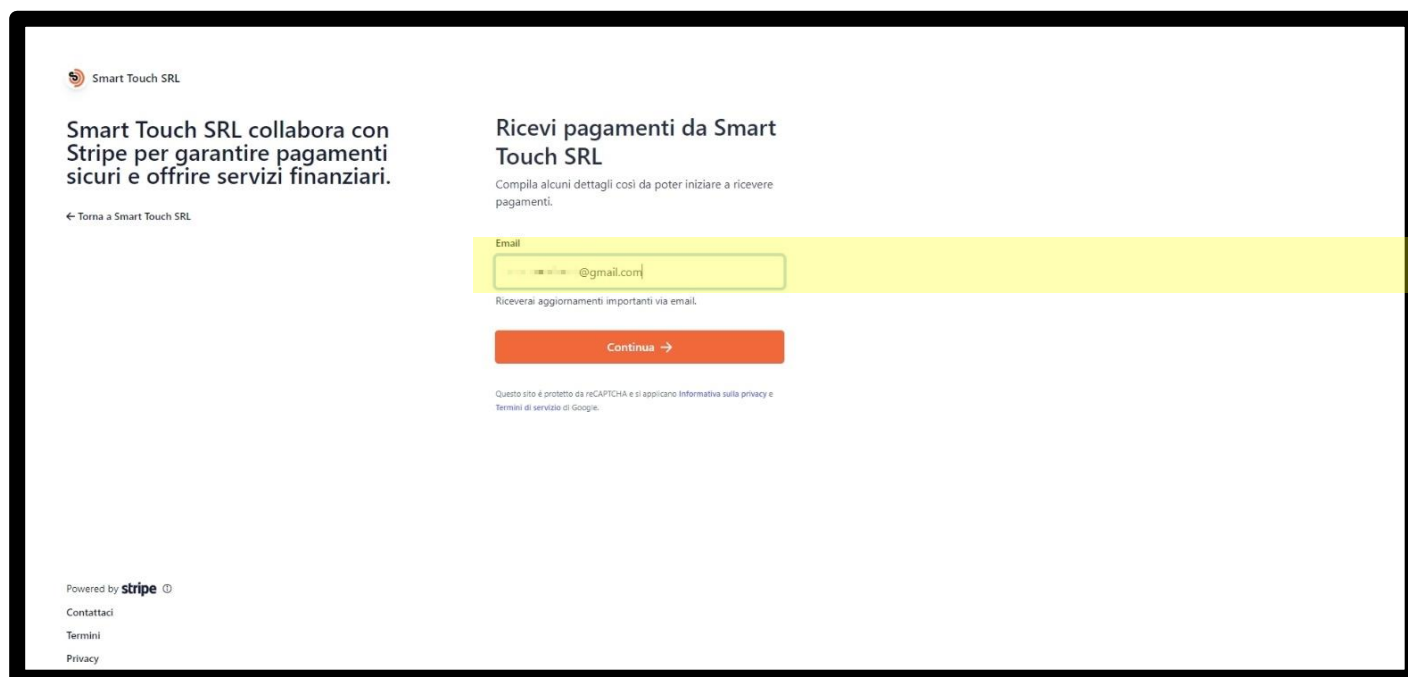 Smart Touch SRL
Smart Touch SRL collabora con
Stripe per garantire pagamenti
sicuri e offrire servizi finanziari.
← Torna a Smart Touch SRL
Ricevi pagamenti da Smart
Touch SRL
Compila alcuni dettagli così da poter iniziare a ricevere
pagamenti.
Email
@gmail.com
Riceverai aggiornamenti importanti via email.
Continua →
Questo sito è protetto da reCAPTCHA e si applicano Informativa sulla privacy e
Termini di servizio di Google.
Powered by stripe
Contattaci
Termini
Privacy